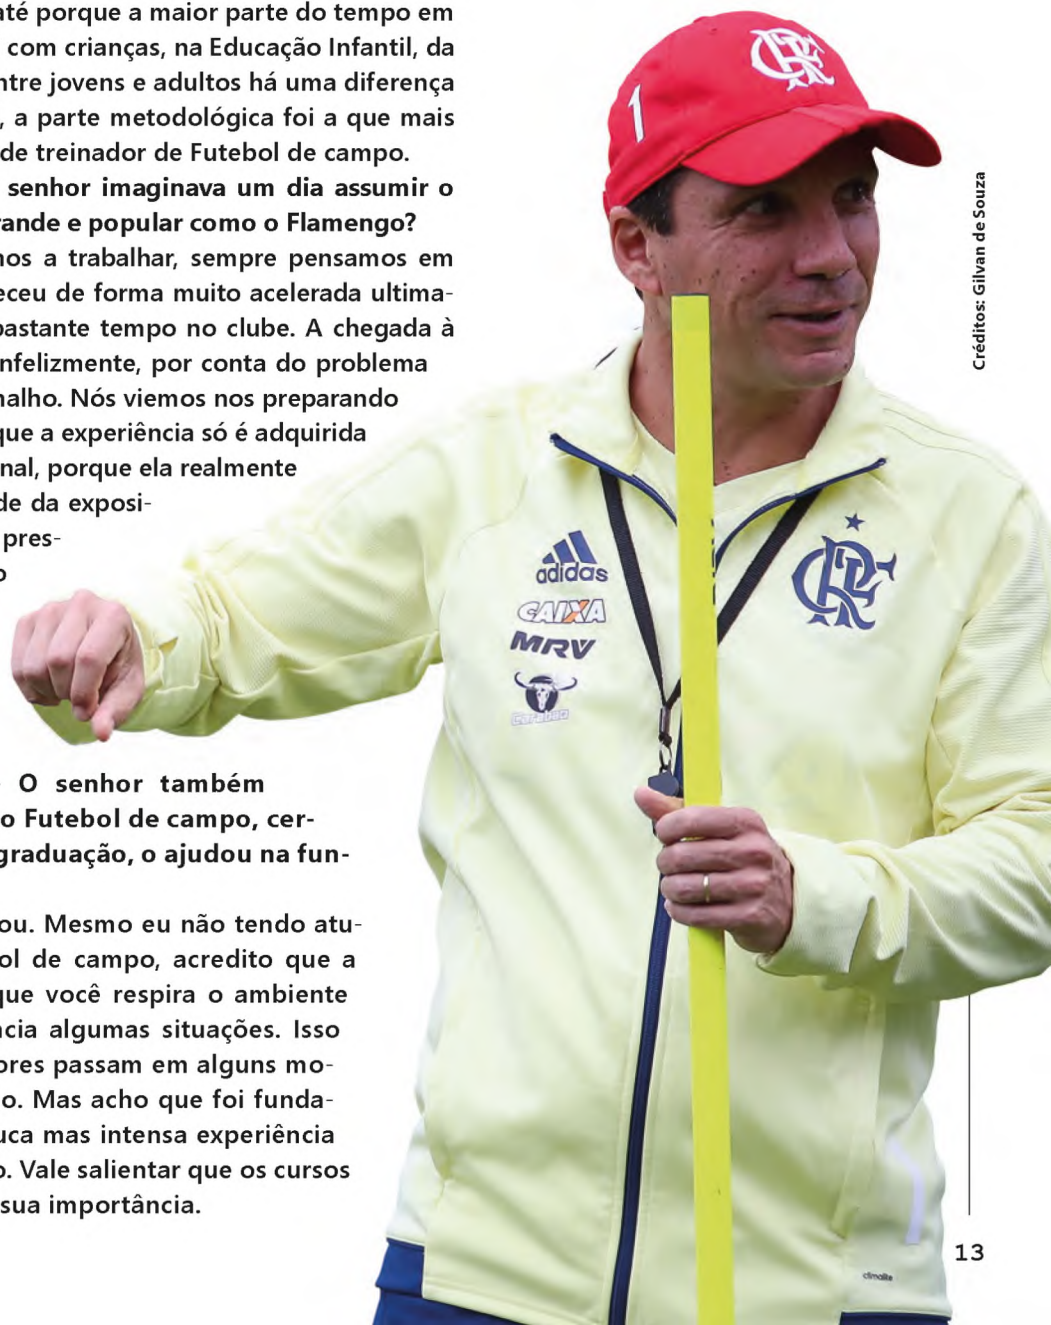 até porque a maior parte do tempo em
com crianças, na Educação Infantil, da
ntre jovens e adultos há uma diferença
, a parte metodológica foi a que mais
de treinador de Futebol de campo.
senhor imaginava um dia assumir o
rande e popular como o Flamengo?
nos a trabalhar, sempre pensamos em
eceu de forma muito acelerada ultima-
bastante tempo no clube. A chegada à
nfelizmente, por conta do problema
nalho. Nós viemos nos preparando
que a experiência só é adquirida
nal, porque ela realmente
de da exposi-
pres-
o
O senhor também
o Futebol de campo, cer-
graduação, o ajudou na fun-
ou. Mesmo eu não tendo atu-
ol de campo, acredito que a
que você respira o ambiente
ncia algumas situações. Isso
ores passam em alguns mo-
o. Mas acho que foi funda-
uca mas intensa experiência
o. Vale salientar que os cursos
sua importância.
1
CRF
Créditos: Gilvan de Souza
adidas
CAIXA
MRV
Carabao
CRF
climalite
13